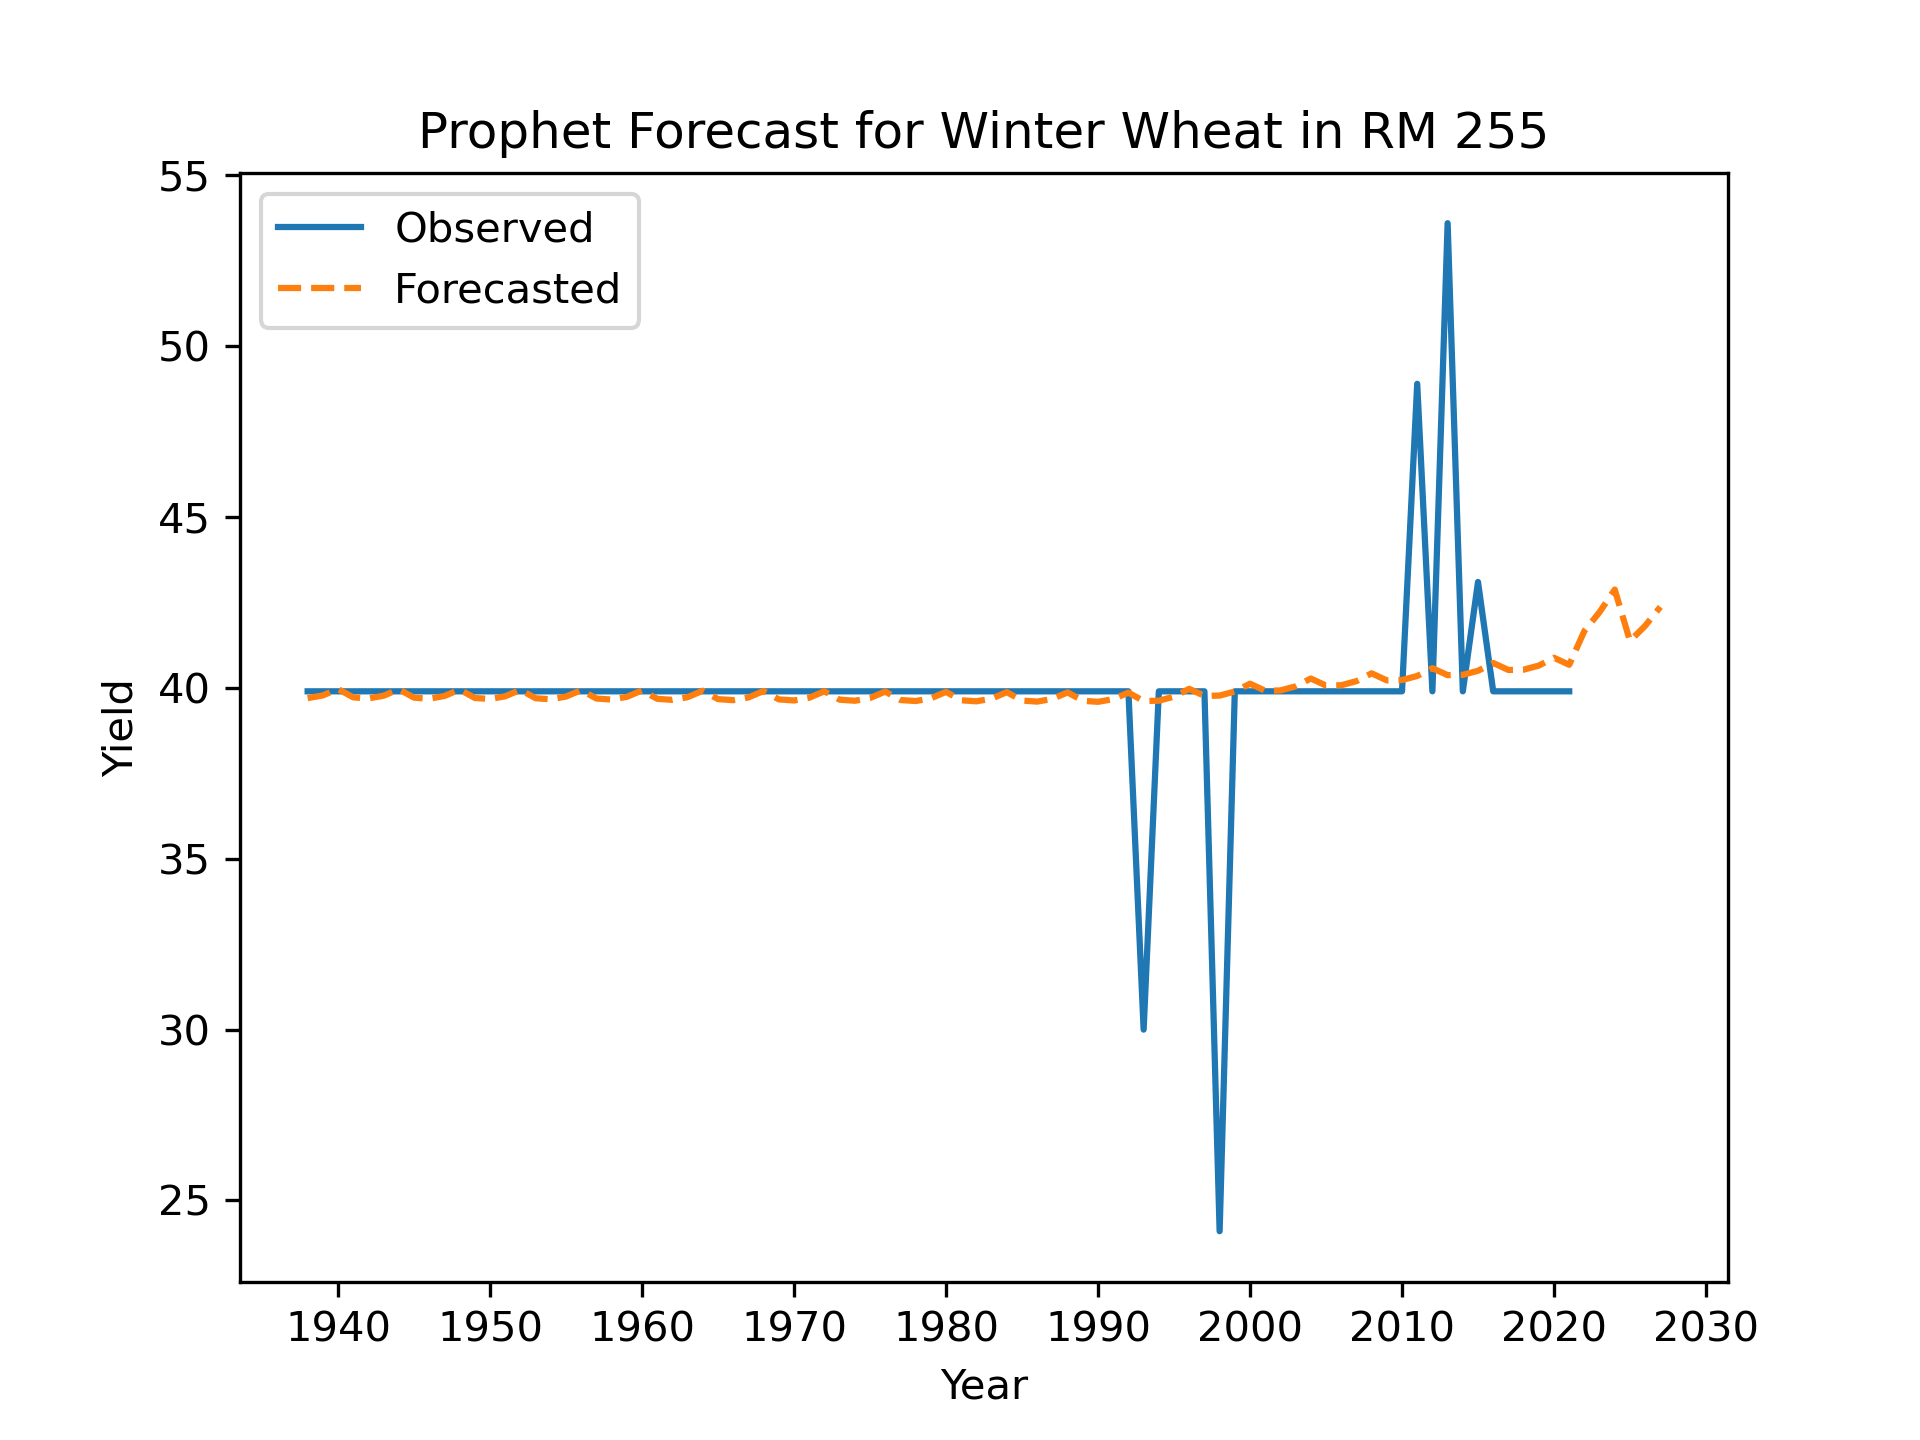 Prophet Forecast for Winter Wheat in RM 255
Observed
Forecasted
55
50
45
40
35
30
25
Yield
1940 1950 1960 1970 1980 1990 2000 2010 2020 2030
Year